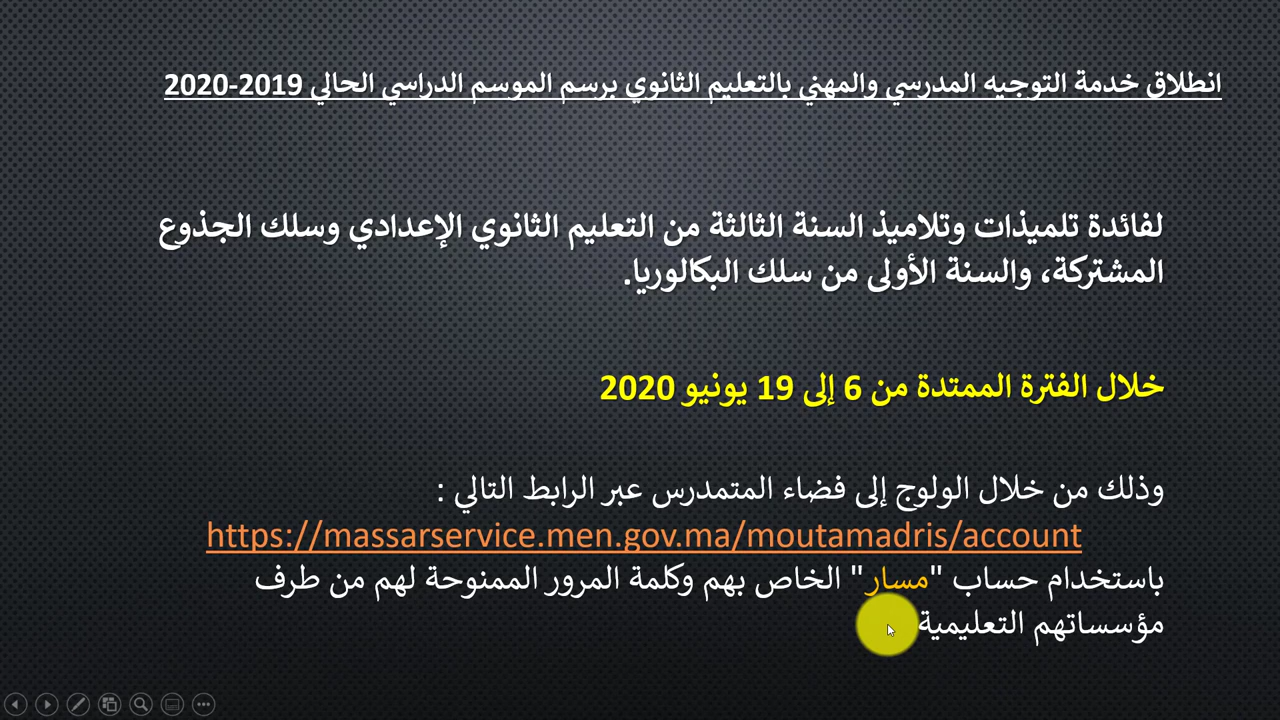 انطلاق خدمة التوجيه المدرسي والمهني بالتعليم الثانوي برسم الموسم الدراسي الحالي 2019-2020
لفائدة تلميذات وتلاميذ السنة الثالثة من التعليم الثانوي الإعدادي وسلك الجذوع
المشتركة، والسنة الأولى من سلك البكالوريا.
خلال الفترة الممتدة من 6 إلى 19 يونيو 2020
وذلك من خلال الولوج إلى فضاء المتمدرس عبر الرابط التالي :
https://massarservice.men.gov.ma/moutamadris/account
باستخدام حساب "مسار" الخاص بهم وكلمة المرور الممنوحة لهم من طرف
مؤسساتهم التعليمية